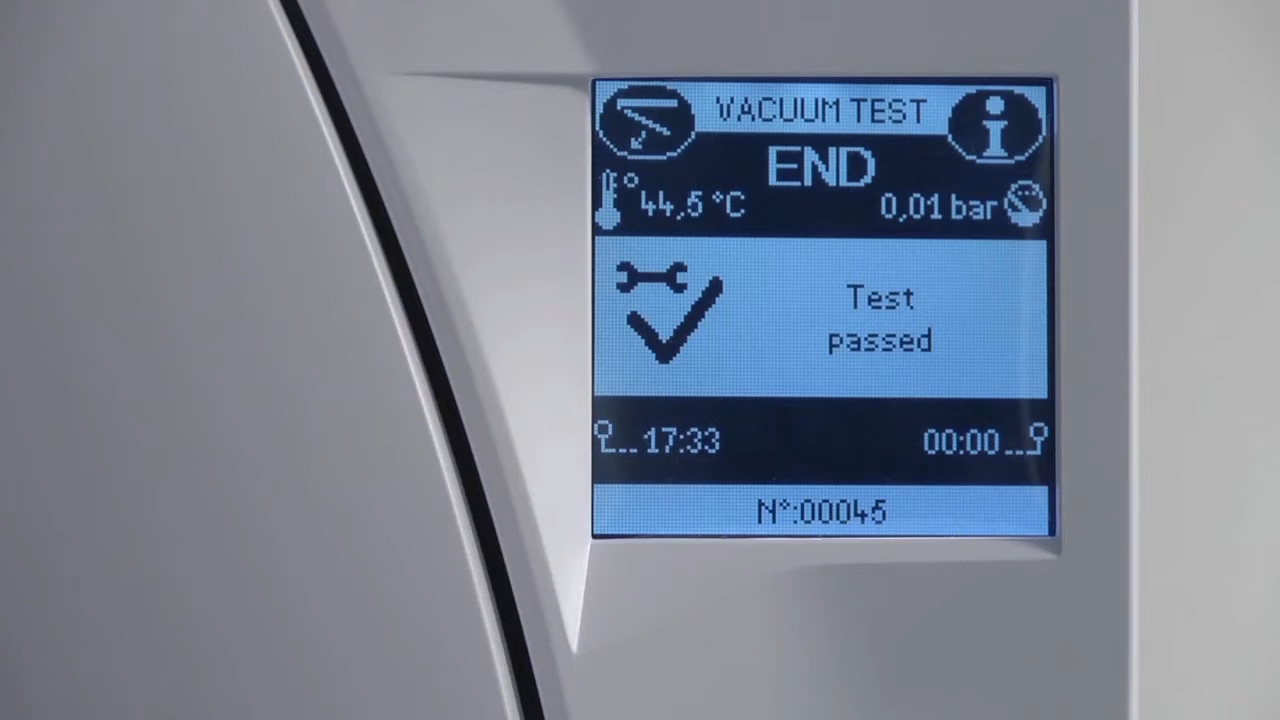 VACUUM TEST
END
44,5 °C
0,01 bar
Test
passed
17:33
00:00
N°:00045